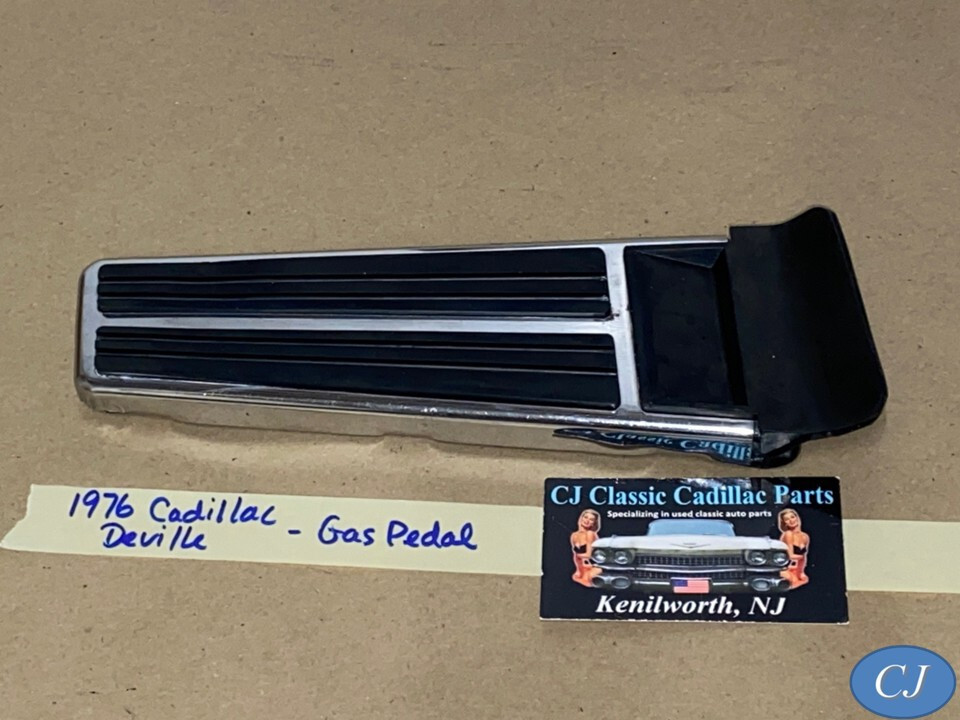 1976 Cadillac
Deville - Gas Pedal
CJ Classic Cadillac Parts
Specializing in used classic auto parts
Kenilworth, NJ
CJ